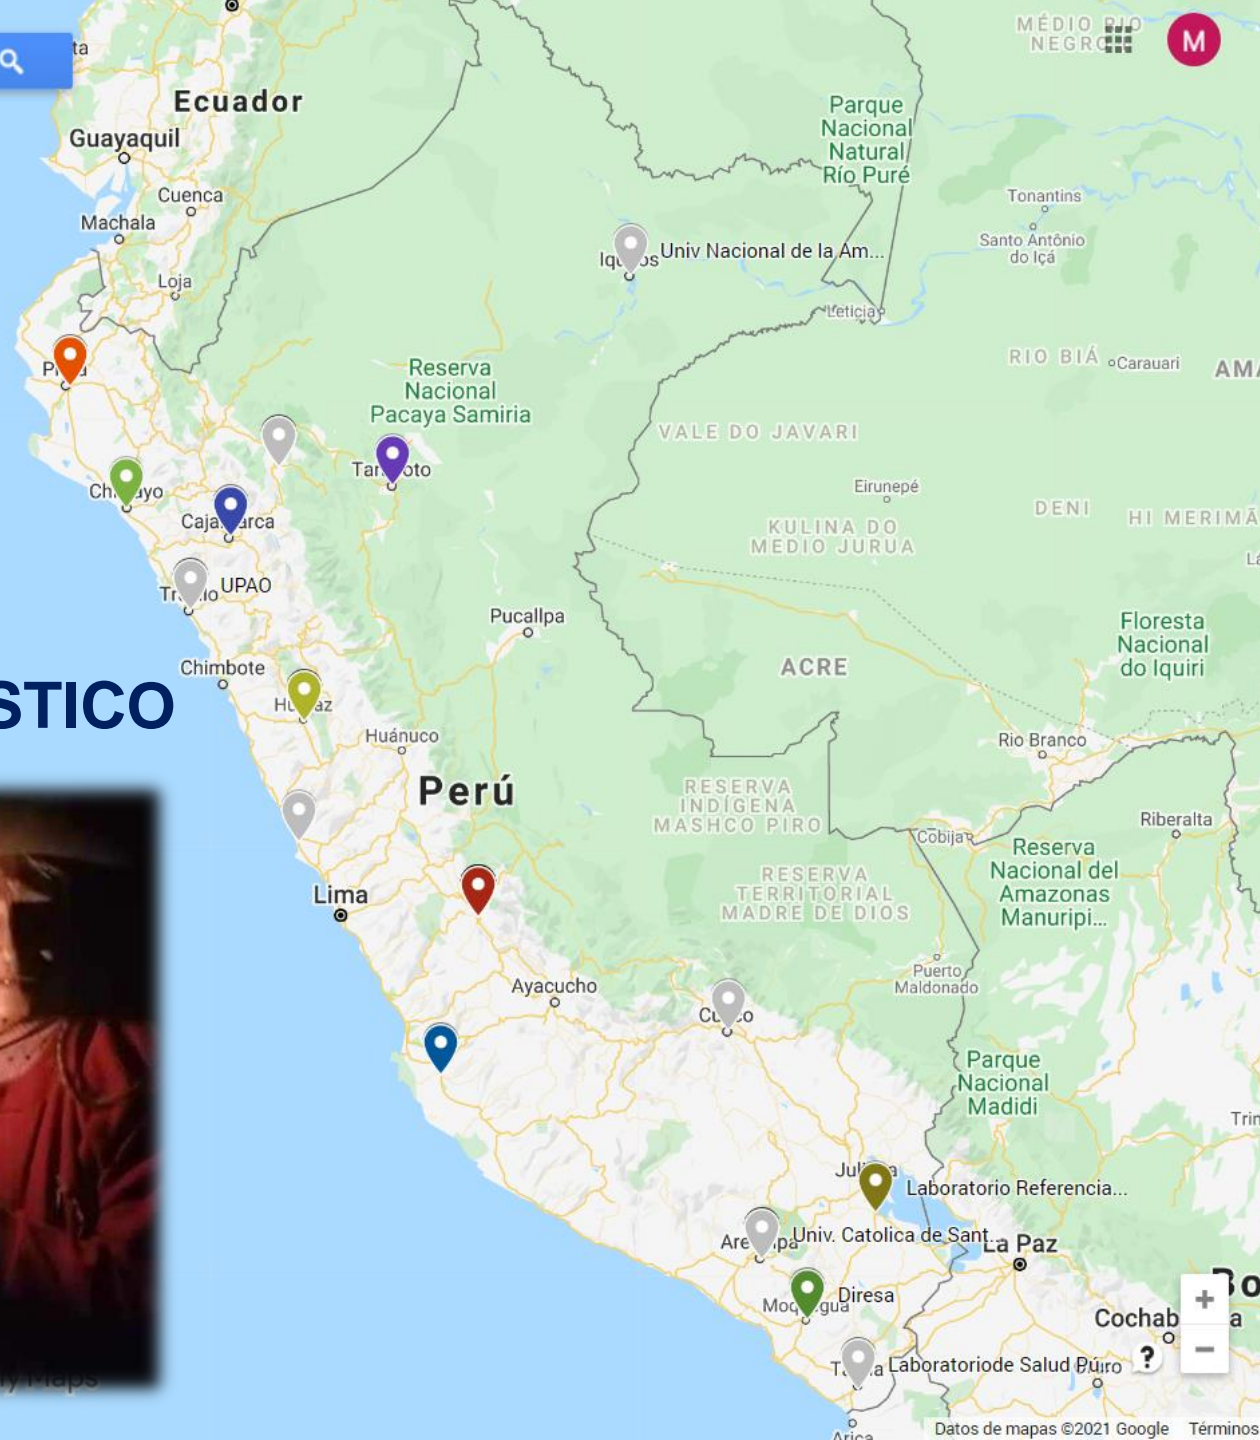 MÉDIO RIO
NEGRO
M
Ecuador
Guayaquil
Parque
Nacional
Natural
Río Puré
Cuenca
Tonantins
Machala
Santo Antônio
do Içá
Univ Nacional de la Am...
Loja
Leticia
RIO BIÁ
Carauari
Reserva
Nacional
Pacaya Samiria
VALE DO JAVARI
Eirunepé
DENI
KULINA DO
MEDIO JURUA
UPAO
Pucallpa
Floresta
Nacional
do Iquiri
Chimbote
ACRE
STICO
Huánuco
Rio Branco
Perú
RESERVA
INDÍGENA
MASHCO PIRO
Riberalta
Cobija
Reserva
Nacional del
Amazonas
Manuripi...
Lima
RESERVA
TERRITORIAL
MADRE DE DIOS
Puerto
Maldonado
Ayacucho
Parque
Nacional
Madidi
Laboratorio Referencia...
Univ. Catolica de Sant...
La Paz
Diresa
+
−
?
Laboratoriode Salud Pú
Arica
Datos de mapas ©2021 Google Términos